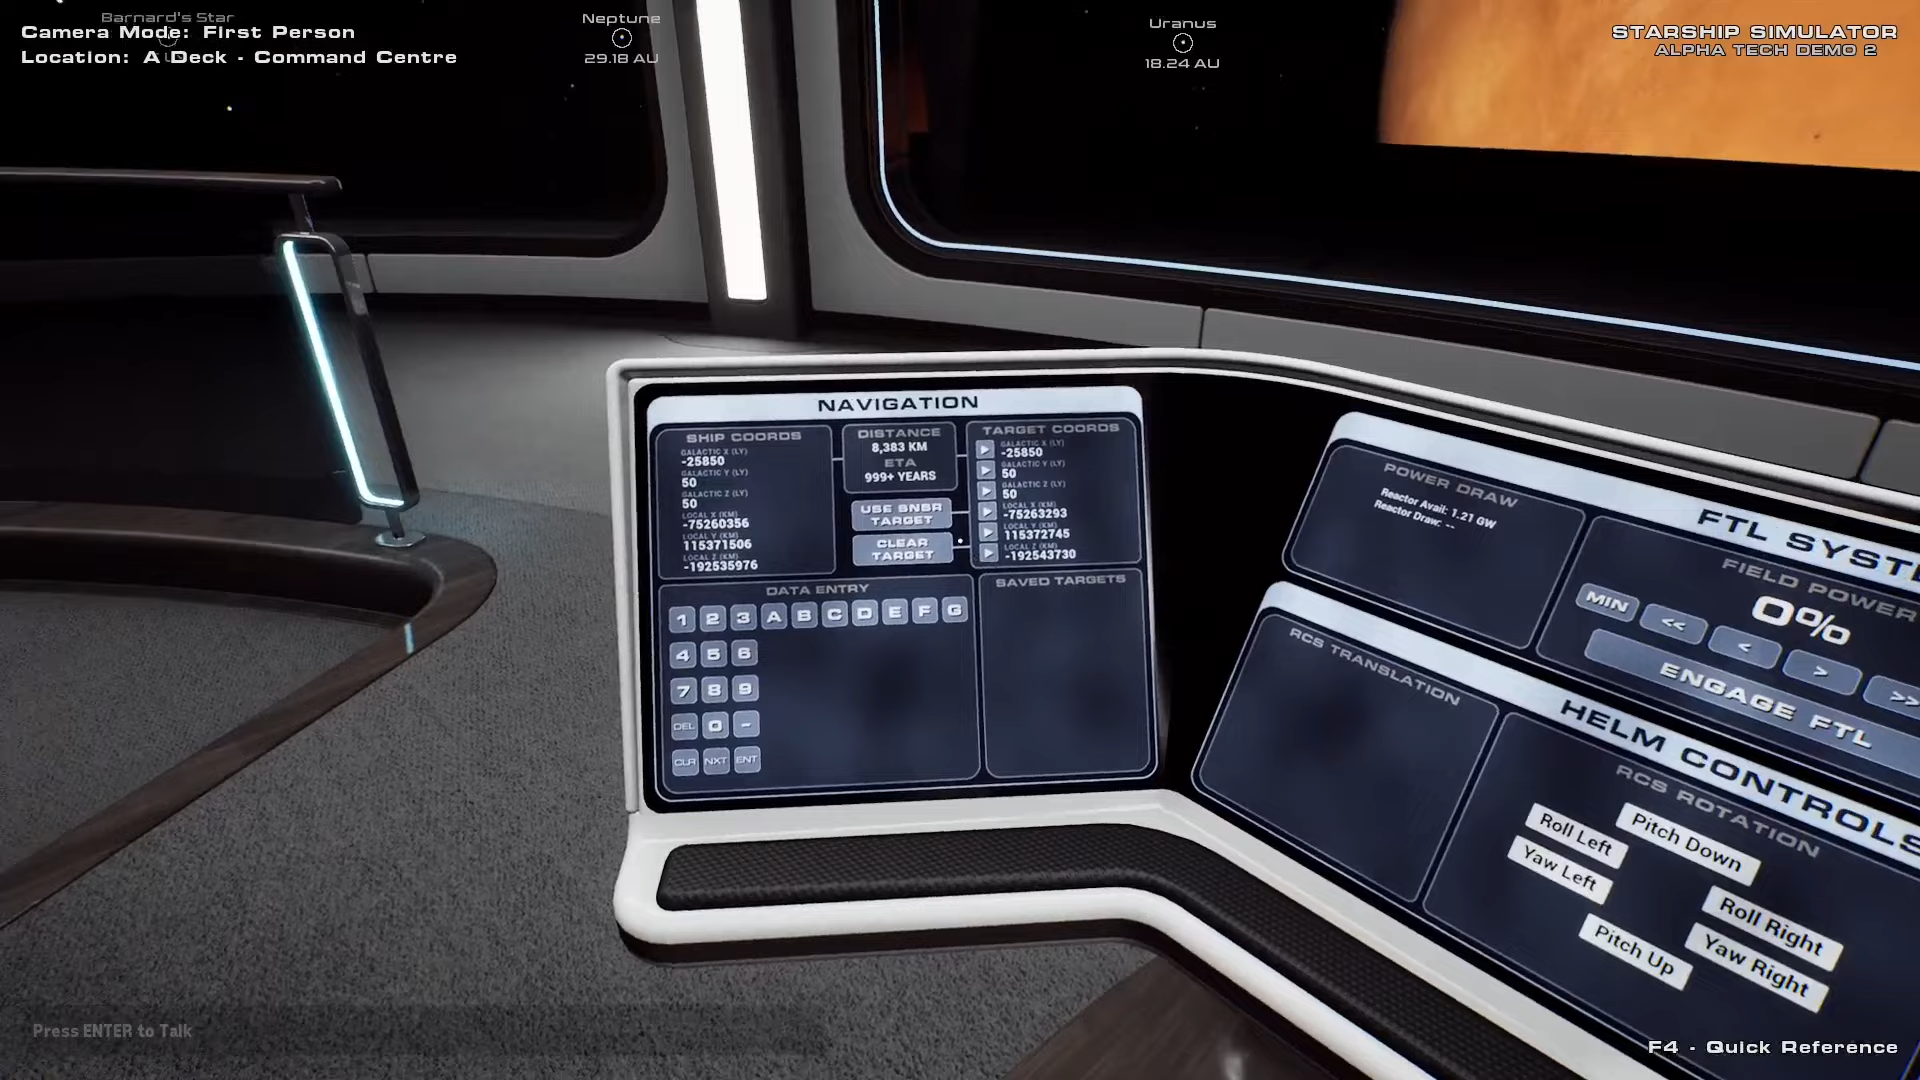 Barnard's Star
Camera Mode: First Person
Location: A Deck - Command Centre
Neptune
29.18 AU
Uranus
18.24 AU
STARSHIP SIMULATOR
ALPHA TECH DEMO 2
NAVIGATION
SHIP COORDS
GALACTIC X (LY)
-25850
GALACTIC Y (LY)
50
GALACTIC Z (LY)
50
LOCAL X (KM)
-75260356
LOCAL Y (KM)
115371506
LOCAL Z (KM)
-192535976
DISTANCE
8,383 KM
ETA
999+ YEARS
USE SNSR
TARGET
CLEAR
TARGET
TARGET COORDS
GALACTIC X (LY)
-25850
GALACTIC Y (LY)
50
GALACTIC Z (LY)
50
LOCAL X (KM)
-75263293
LOCAL Y (KM)
115372745
LOCAL Z (KM)
-192543730
DATA ENTRY
1 2 3 A B C D E F G
4 5 6
7 8 9
DEL 0 -
CLR NXT ENT
SAVED TARGETS
POWER DRAW
Reactor Avail: 1.21 GW
Reactor Draw: --
FTL SYST
FIELD POWER
0%
MIN << < > >>
ENGAGE FTL
HELM CONTROLS
RCS TRANSLATION
RCS ROTATION
Roll Left
Pitch Down
Yaw Left
Roll Right
Pitch Up
Yaw Right
Press ENTER to Talk
F4 - Quick Reference